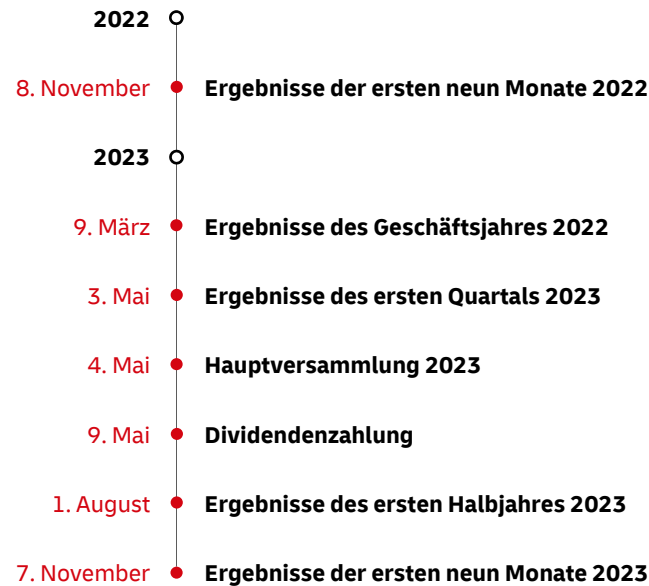 2022
8. November Ergebnisse der ersten neun Monate 2022
2023
9. März Ergebnisse des Geschäftsjahres 2022
3. Mai Ergebnisse des ersten Quartals 2023
4. Mai Hauptversammlung 2023
9. Mai Dividendenzahlung
1. August Ergebnisse des ersten Halbjahres 2023
7. November Ergebnisse der ersten neun Monate 2023